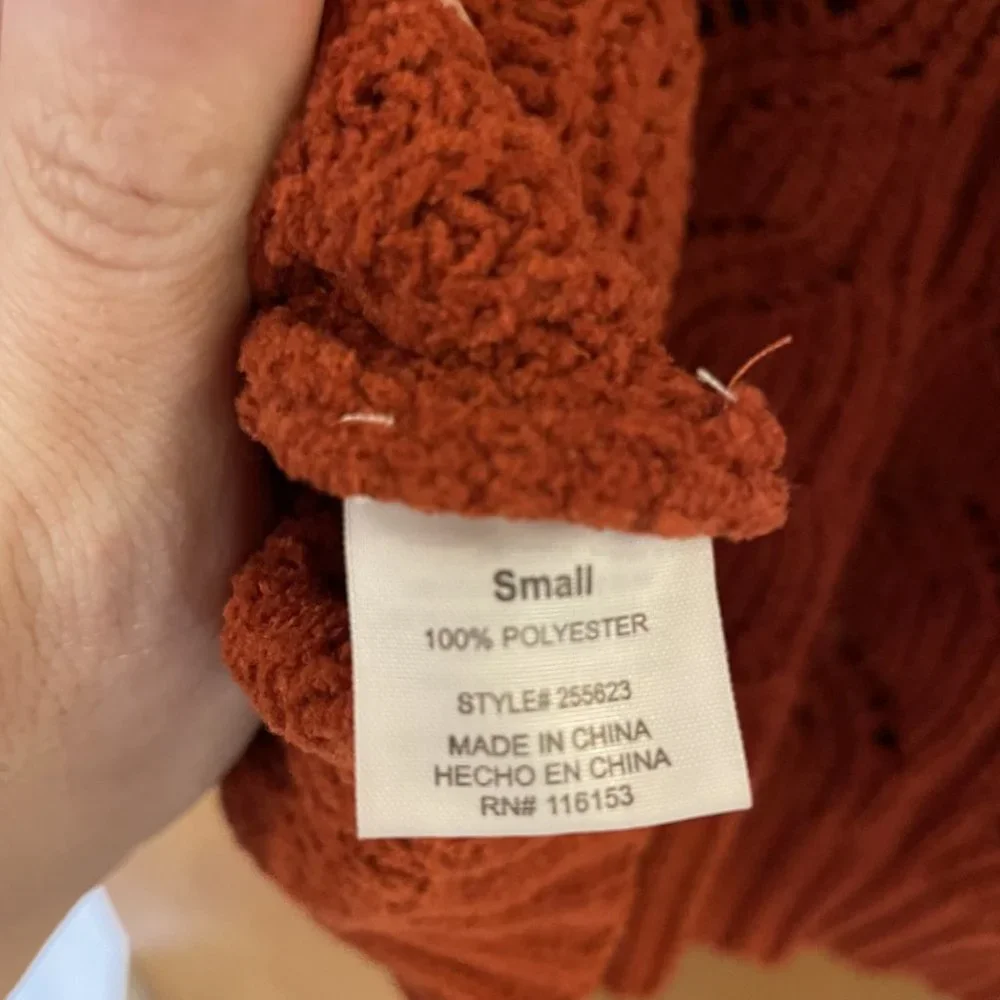 Small
100% POLYESTER
STYLE# 255623
MADE IN CHINA
HECHO EN CHINA
RN# 116153